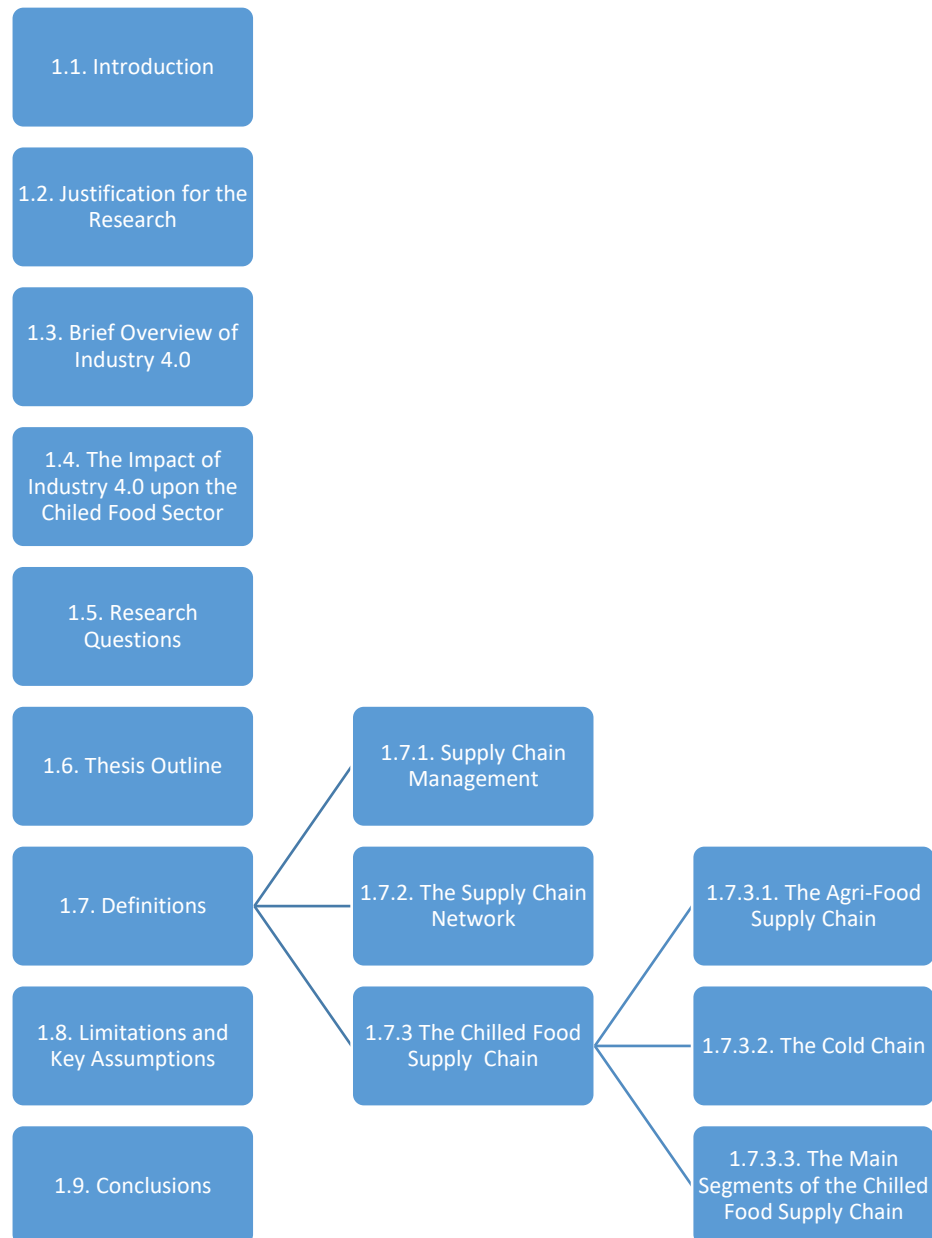 1.1. Introduction
1.2. Justification for the
Research
1.3. Brief Overview of
Industry 4.0
1.4. The Impact of
Industry 4.0 upon the
Chiled Food Sector
1.5. Research
Questions
1.6. Thesis Outline
1.7. Definitions
1.7.1. Supply Chain
Management
1.7.2. The Supply Chain
Network
1.7.3 The Chilled Food
Supply  Chain
1.7.3.1. The Agri-Food
Supply Chain
1.7.3.2. The Cold Chain
1.7.3.3. The Main
Segments of the Chilled
Food Supply Chain
1.8. Limitations and
Key Assumptions
1.9. Conclusions